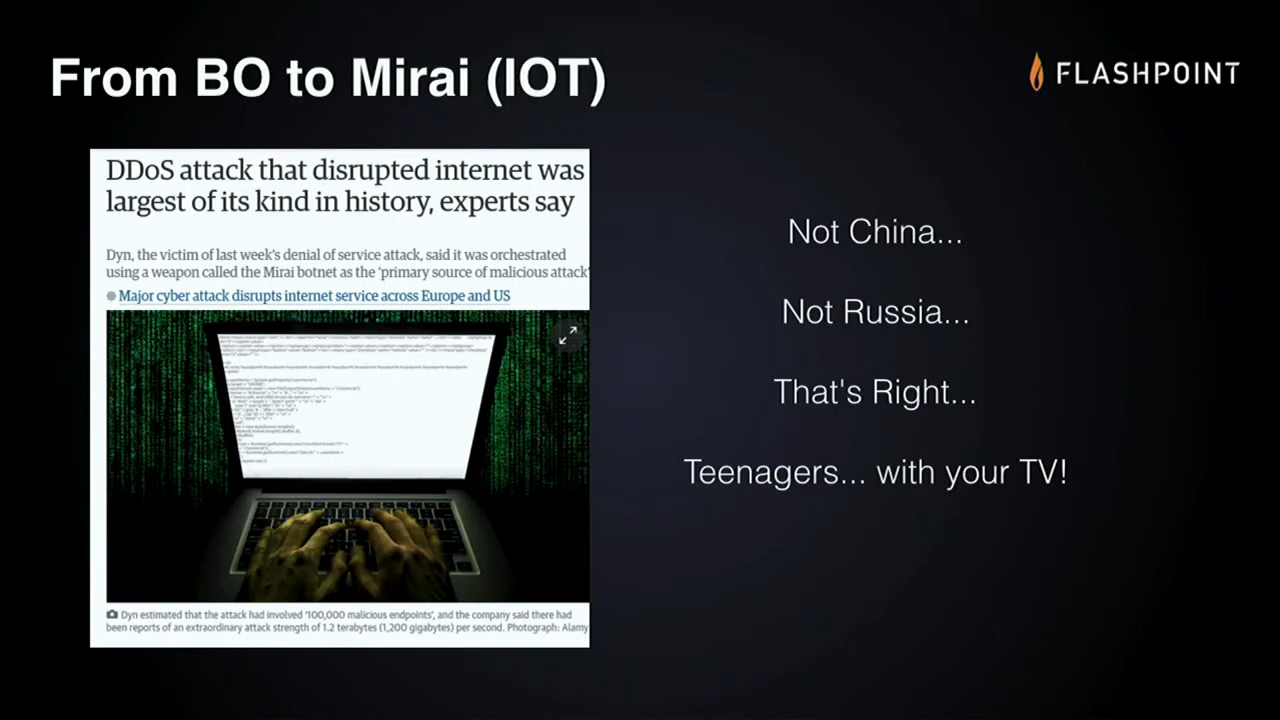 From BO to Mirai (IOT)
FLASHPOINT
DDoS attack that disrupted internet was
largest of its kind in history, experts say
Dyn, the victim of last week's denial of service attack, said it was orchestrated
using a weapon called the Mirai botnet as the 'primary source of malicious attack'
Major cyber attack disrupts internet service across Europe and US
Dyn estimated that the attack had involved '100,000 malicious endpoints', and the company said there had
been reports of an extraordinary attack strength of 1.2 terabytes (1,200 gigabytes) per second. Photograph: Alamy
Not China...
Not Russia...
That's Right...
Teenagers... with your TV!